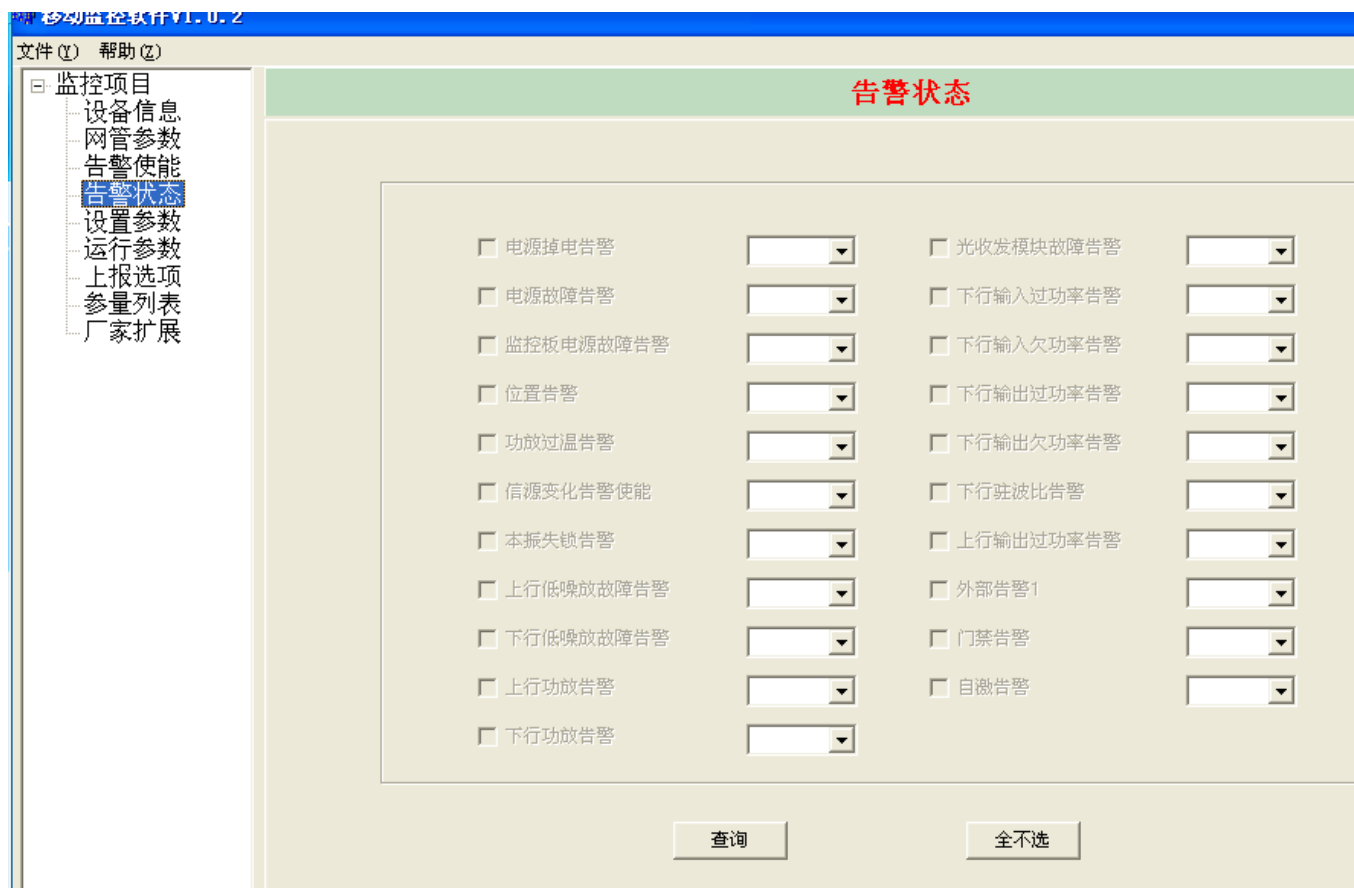 移动监控软件V1.0.2
文件(Y) 帮助(Z)
监控项目
设备信息
网管参数
告警使能
告警状态
设置参数
运行参数
上报选项
参量列表
厂家扩展
告警状态
电源掉电告警
电源故障告警
监控板电源故障告警
位置告警
功放过温告警
信源变化告警使能
本振失锁告警
上行低噪放故障告警
下行低噪放故障告警
上行功放告警
下行功放告警
光收发模块故障告警
下行输入过功率告警
下行输入欠功率告警
下行输出过功率告警
下行输出欠功率告警
下行驻波比告警
上行输出过功率告警
外部告警1
门禁告警
自激告警
查询
全不选